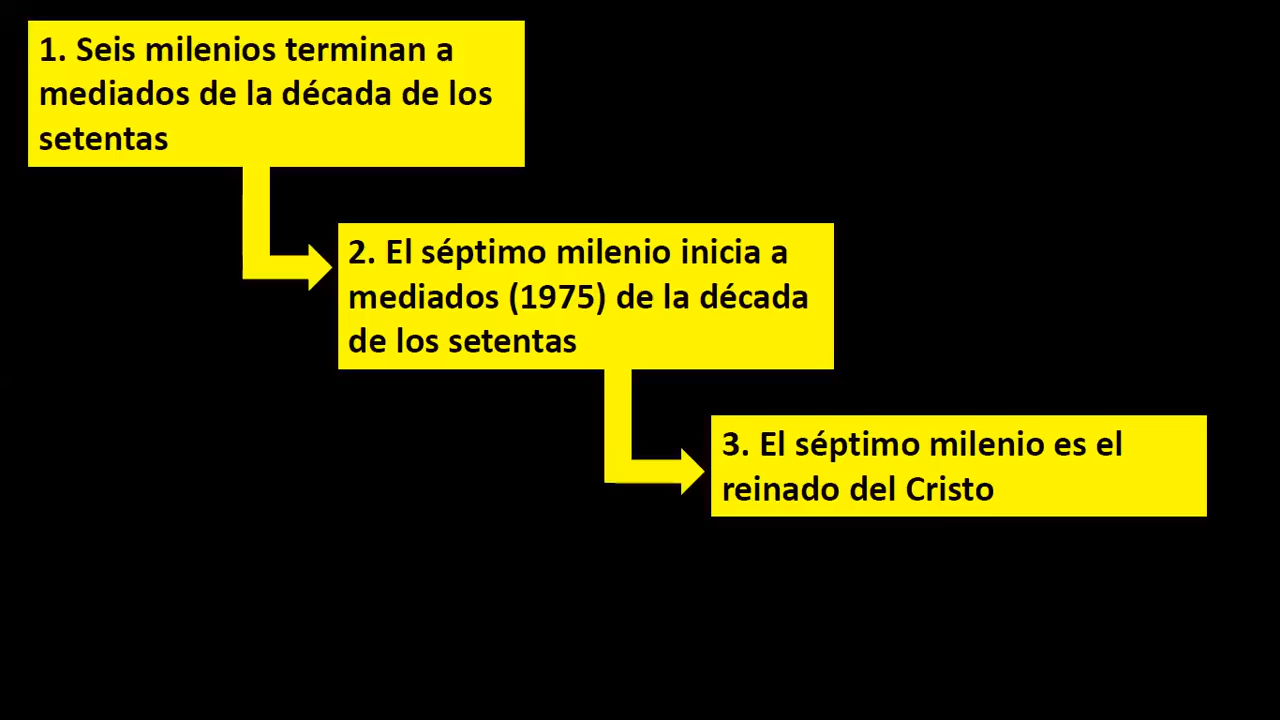 1. Seis milenios terminan a
mediados de la década de los
setentas
2. El séptimo milenio inicia a
mediados (1975) de la década
de los setentas
3. El séptimo milenio es el
reinado del Cristo